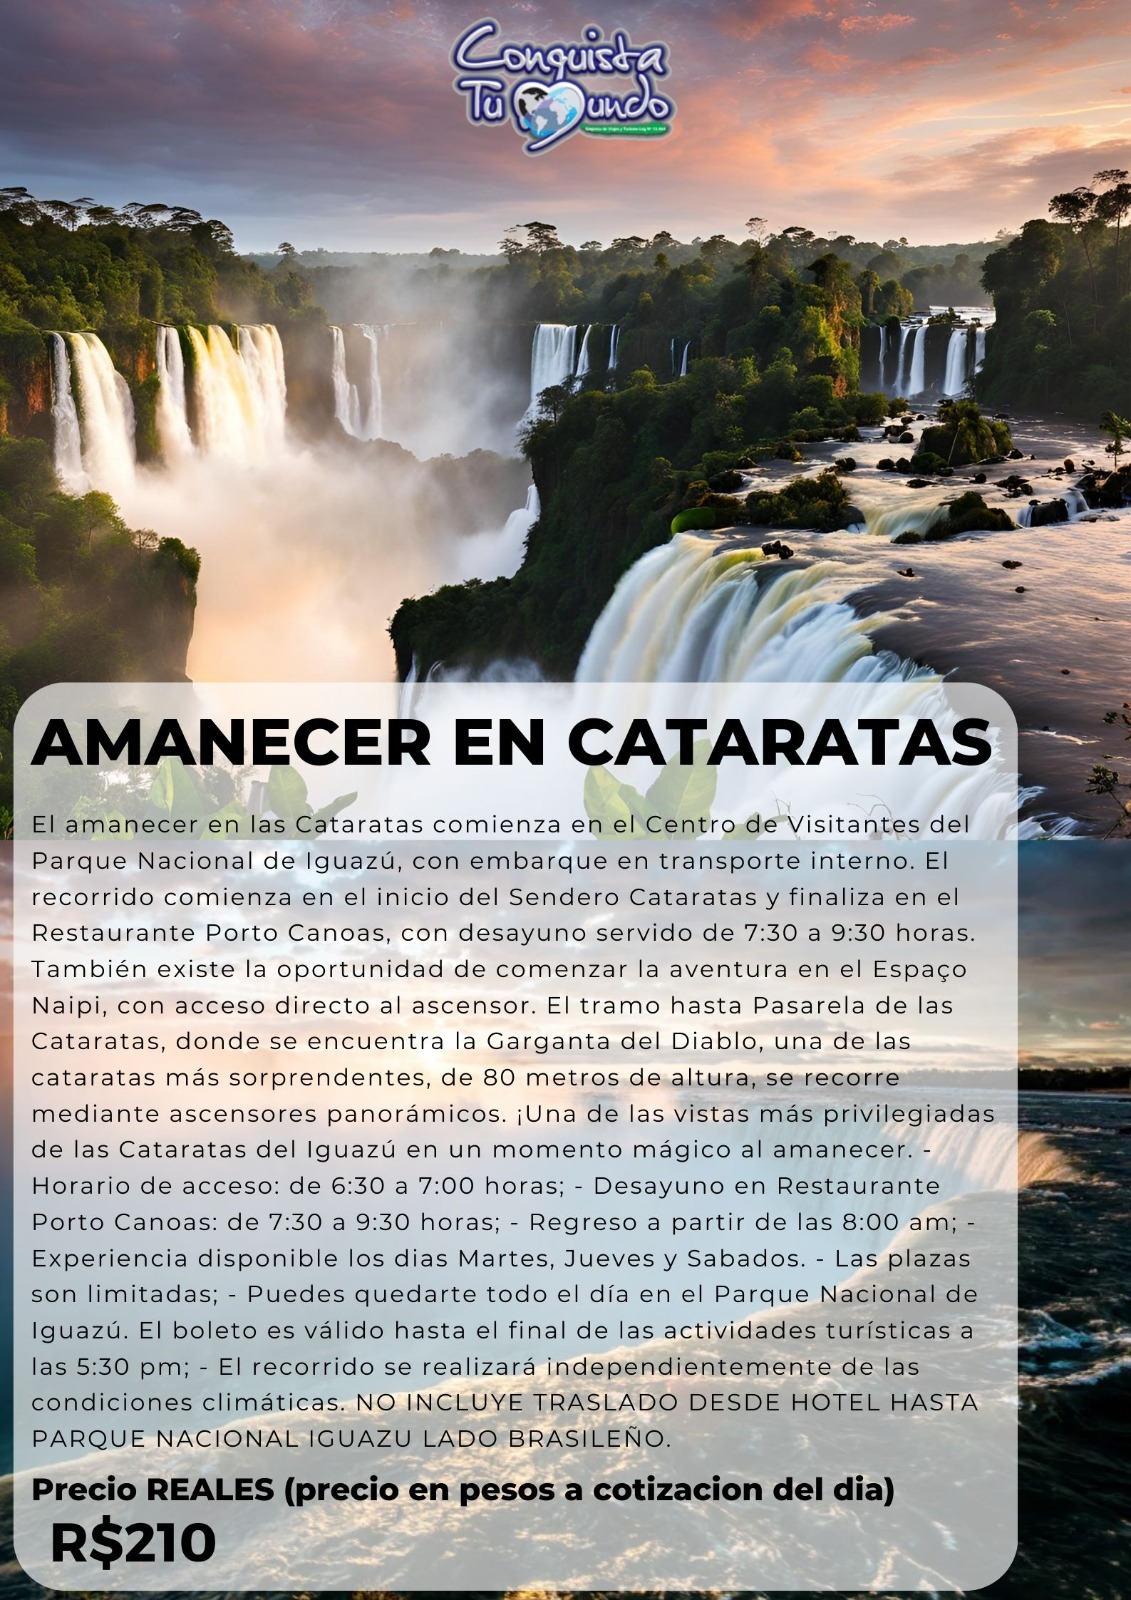 Conquista
Tu Mundo
AMANECER EN CATARATAS
El amanecer en las Cataratas comienza en el Centro de Visitantes del
Parque Nacional de Iguazú, con embarque en transporte interno. El
recorrido comienza en el inicio del Sendero Cataratas y finaliza en el
Restaurante Porto Canoas, con desayuno servido de 7:30 a 9:30 horas.
También existe la oportunidad de comenzar la aventura en el Espaço
Naipi, con acceso directo al ascensor. El tramo hasta Pasarela de las
Cataratas, donde se encuentra la Garganta del Diablo, una de las
cataratas más sorprendentes, de 80 metros de altura, se recorre
mediante ascensores panorámicos. ¡Una de las vistas más privilegiadas
de las Cataratas del Iguazú en un momento mágico al amanecer. -
Horario de acceso: de 6:30 a 7:00 horas; - Desayuno en Restaurante
Porto Canoas: de 7:30 a 9:30 horas; - Regreso a partir de las 8:00 am; -
Experiencia disponible los dias Martes, Jueves y Sabados. - Las plazas
son limitadas; - Puedes quedarte todo el día en el Parque Nacional de
Iguazú. El boleto es válido hasta el final de las actividades turísticas a
las 5:30 pm; - El recorrido se realizará independientemente de las
condiciones climáticas. NO INCLUYE TRASLADO DESDE HOTEL HASTA
PARQUE NACIONAL IGUAZU LADO BRASILEÑO.
Precio REALES (precio en pesos a cotizacion del dia)
R$210